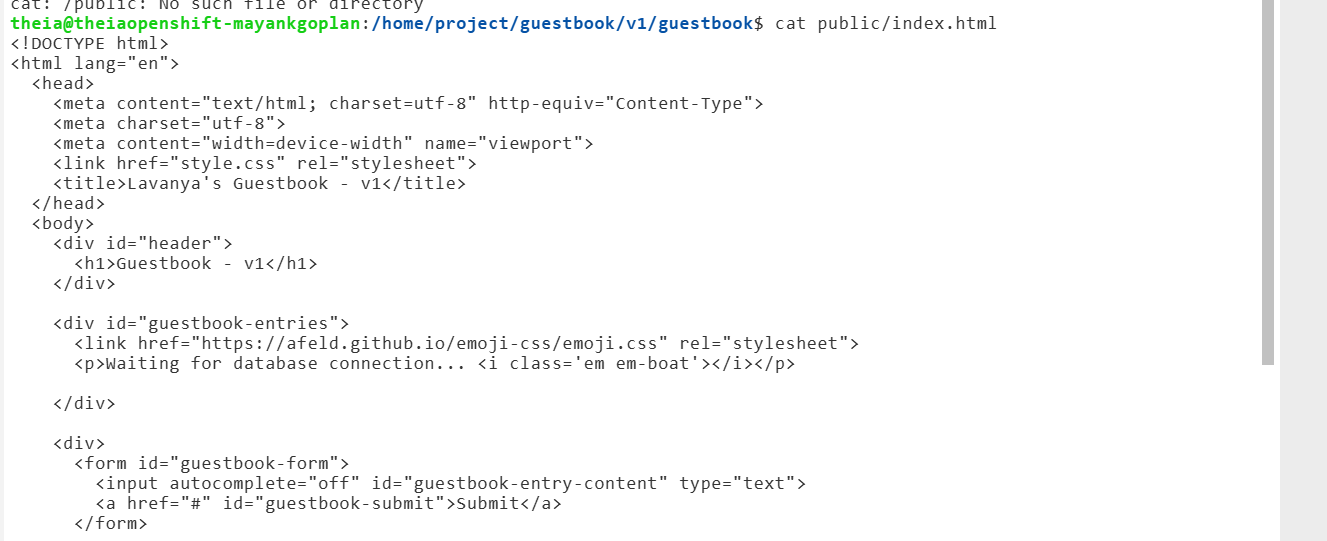 cat: /public: No such file or directory
theia@theiaopenshift-mayankgoplan:/home/project/guestbook/v1/guestbook$ cat public/index.html
<!DOCTYPE html>
<html lang="en">
  <head>
    <meta content="text/html; charset=utf-8" http-equiv="Content-Type">
    <meta charset="utf-8">
    <meta content="width=device-width" name="viewport">
    <link href="style.css" rel="stylesheet">
    <title>Lavanya's Guestbook - v1</title>
  </head>
  <body>
    <div id="header">
      <h1>Guestbook - v1</h1>
    </div>

    <div id="guestbook-entries">
      <link href="https://afeld.github.io/emoji-css/emoji.css" rel="stylesheet">
      <p>Waiting for database connection... <i class='em em-boat'></i></p>

    </div>

    <div>
      <form id="guestbook-form">
        <input autocomplete="off" id="guestbook-entry-content" type="text">
        <a href="#" id="guestbook-submit">Submit</a>
      </form>